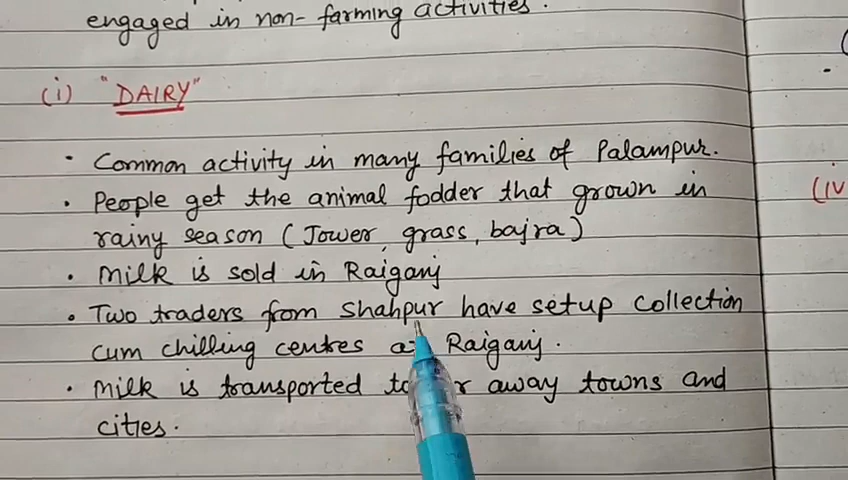 engaged in non-farming activities.
(i) "DAIRY"
• Common activity in many families of Palampur.
• People get the animal fodder that grown in
rainy season (Jower, grass, bajra)
(iv
• Milk is sold in Raiganj
• Two traders from Shahpur have setup collection
cum chilling centres Raiganj.
• Milk is transported away towns and
cities.